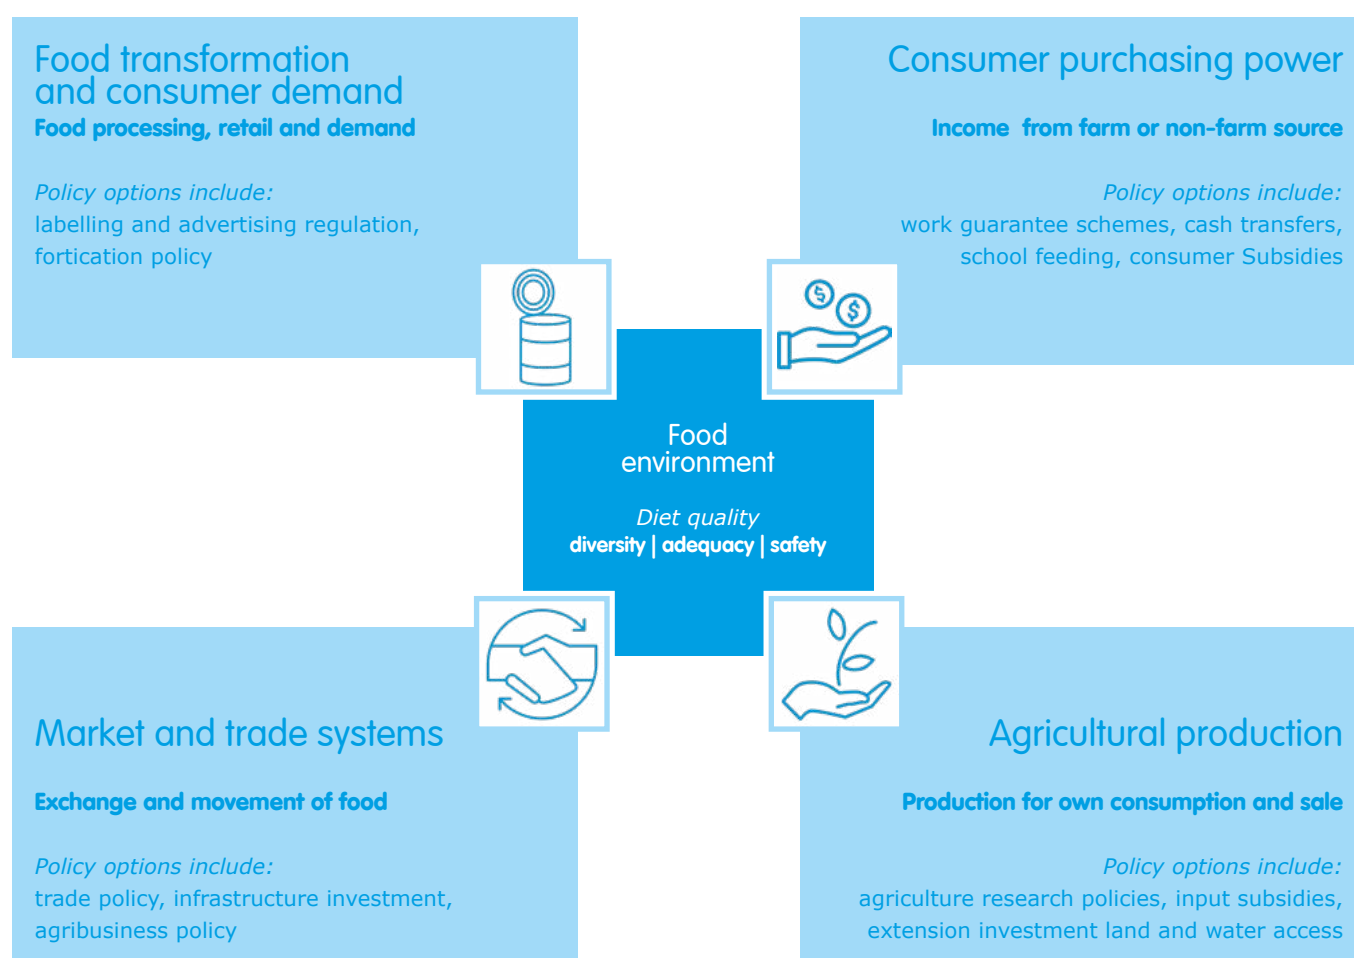 Food transformation
and consumer demand
Food processing, retail and demand
Policy options include:
labelling and advertising regulation,
fortication policy
Consumer purchasing power
Income from farm or non-farm source
Policy options include:
work guarantee schemes, cash transfers,
school feeding, consumer Subsidies
Food
environment
Diet quality
diversity | adequacy | safety
Market and trade systems
Exchange and movement of food
Policy options include:
trade policy, infrastructure investment,
agribusiness policy
Agricultural production
Production for own consumption and sale
Policy options include:
agriculture research policies, input subsidies,
extension investment land and water access